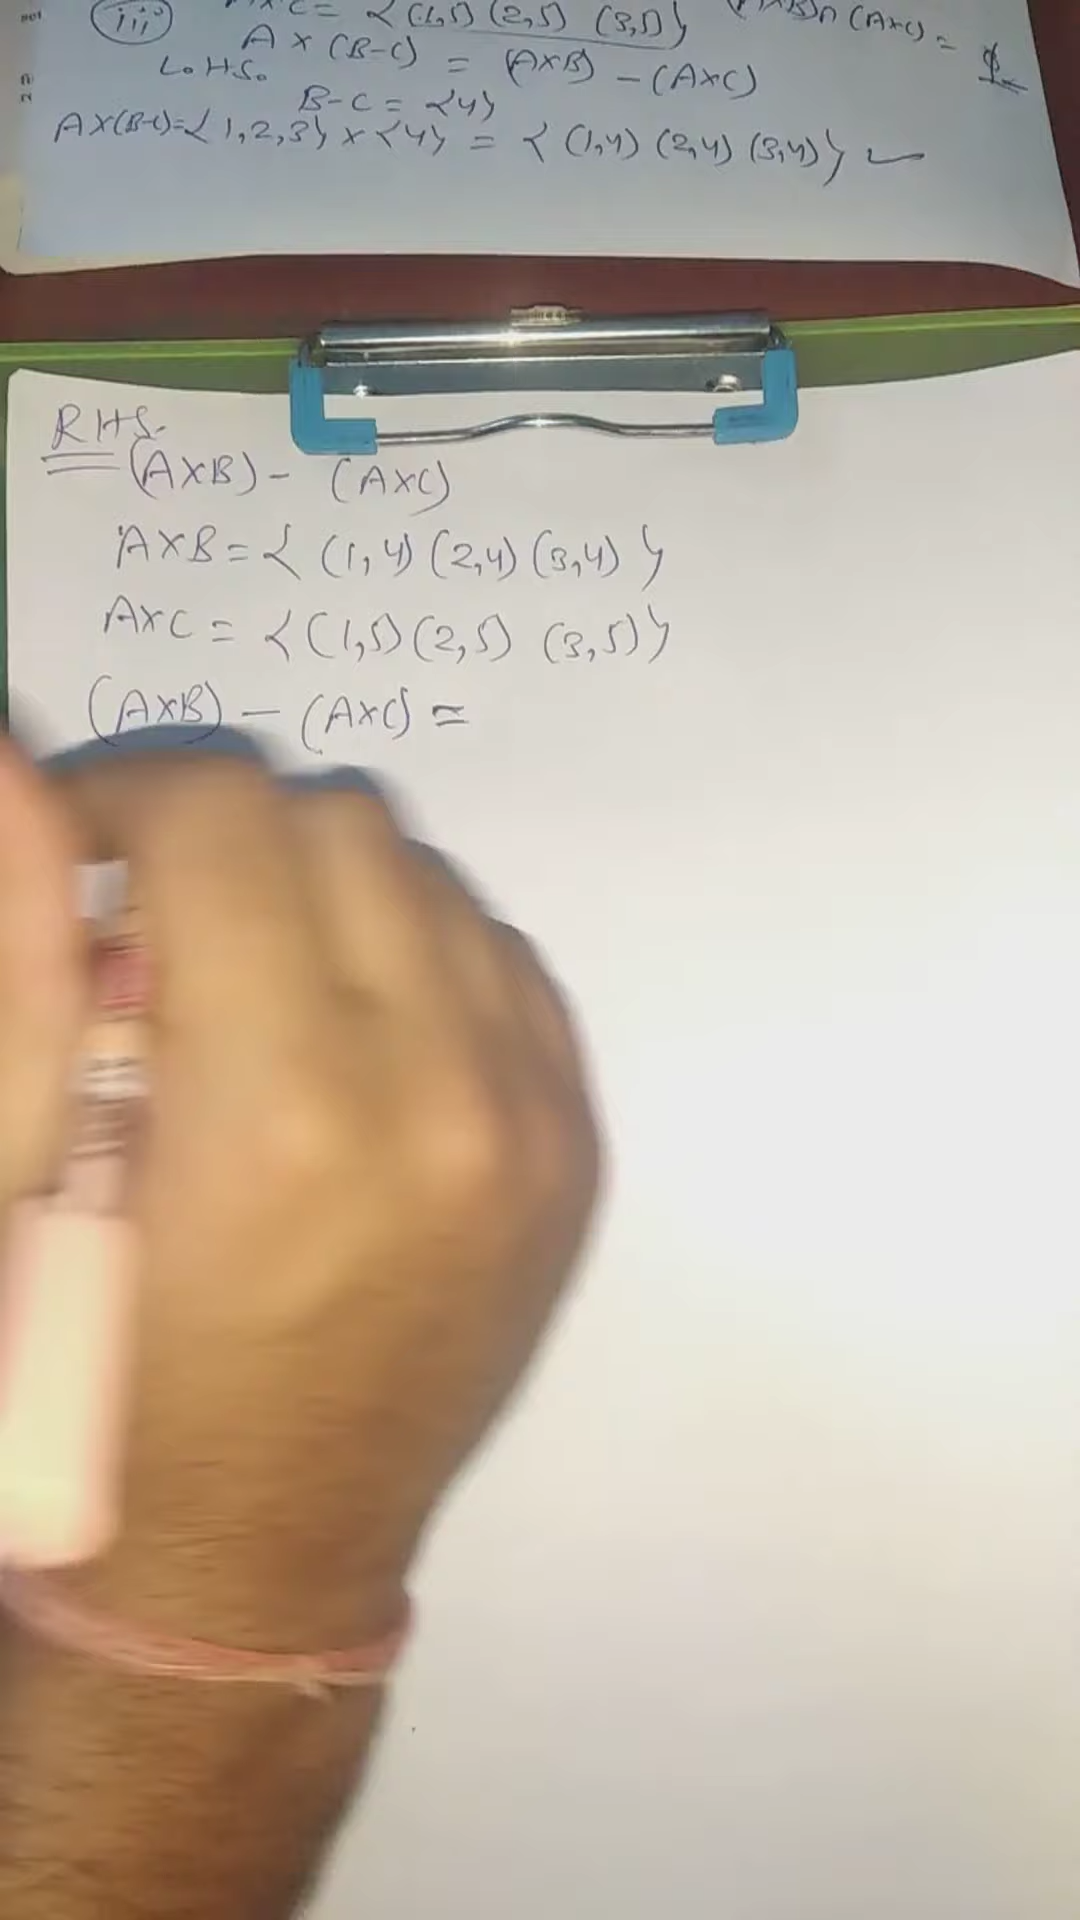 iii
A×C = {(1,5) (2,5) (3,5)} (A×B)∩(A×C) = ϕ
A × (B-C) = (A×B) - (A×C)
L.H.S.
B-C = {4}
A×(B-C)={1,2,3} × {4} = { (1,4) (2,4) (3,4)}
RHS.
(A×B) - (A×C)
A×B = { (1,4) (2,4) (3,4) }
A×C = {(1,5) (2,5) (3,5)}
(A×B) - (A×C) =